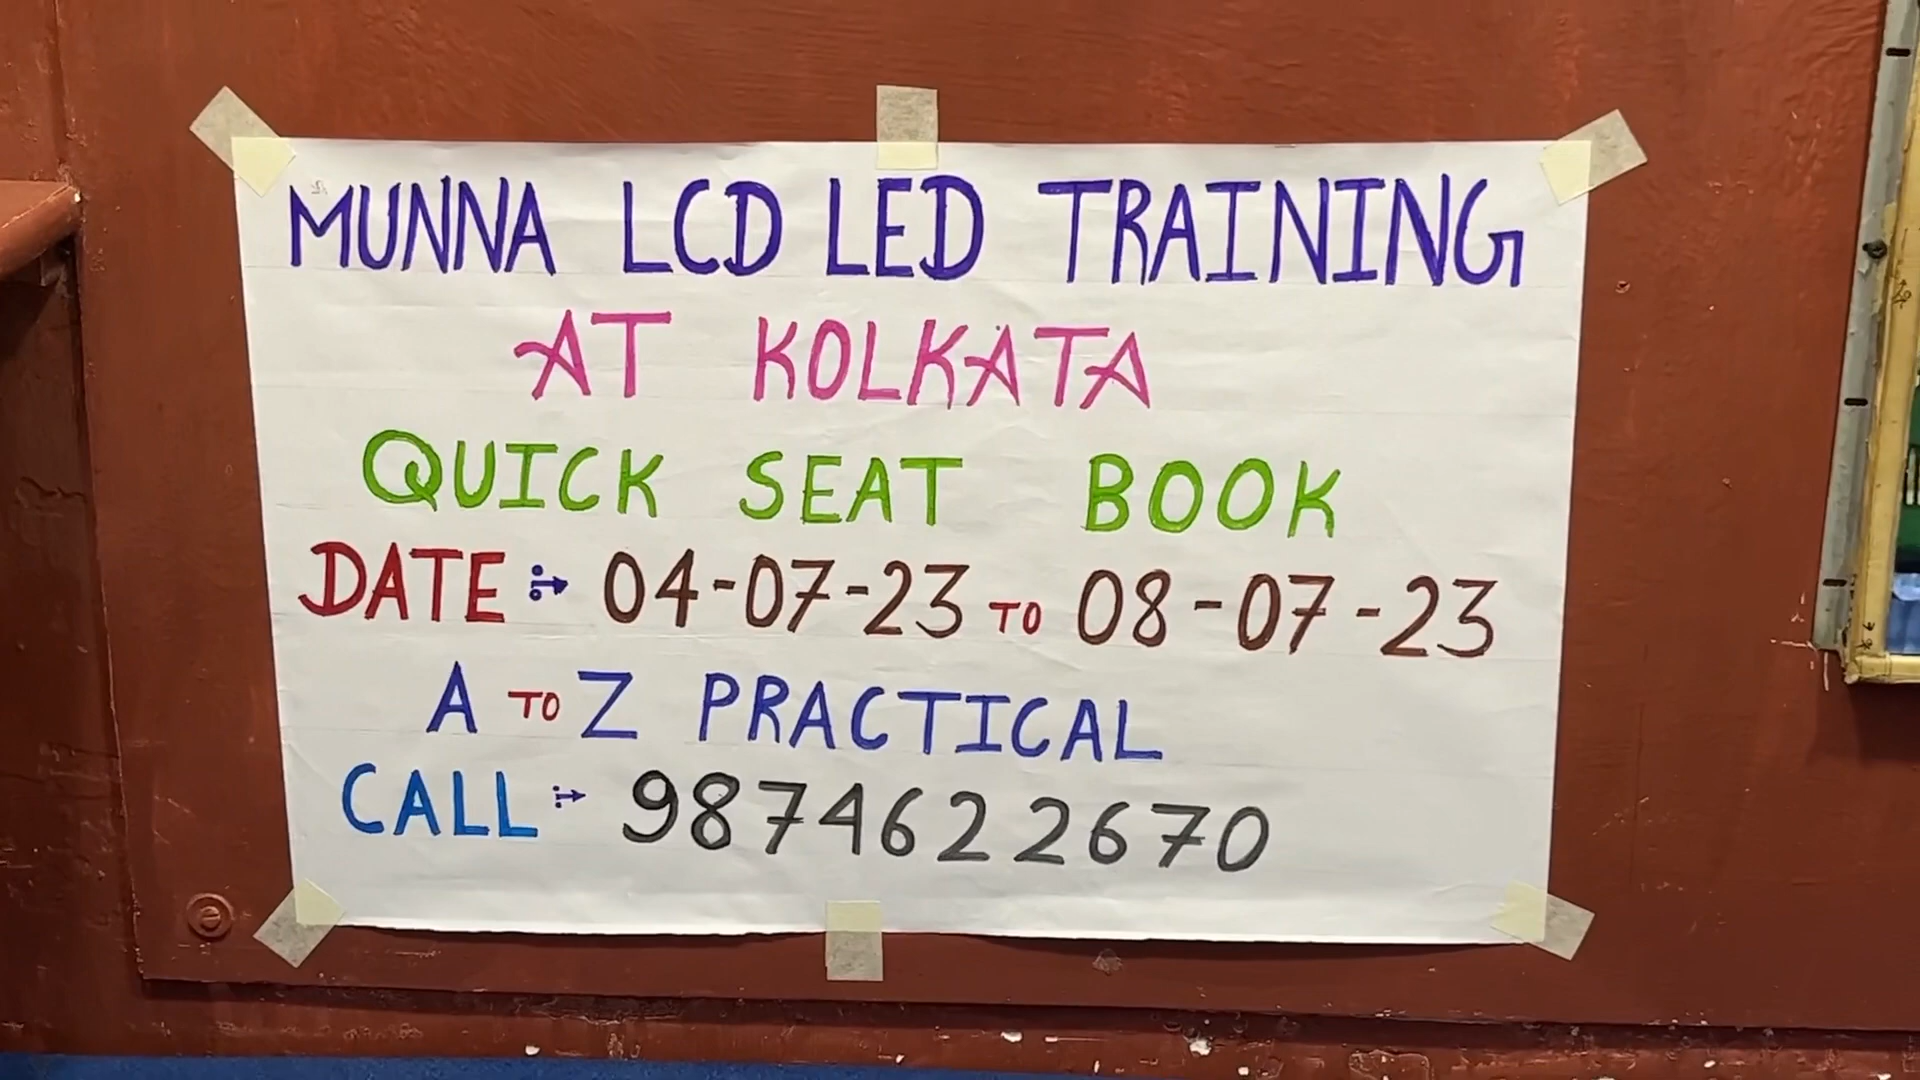 MUNNA LCD LED TRAINING
AT KOLKATA
QUICK SEAT BOOK
DATE :→ 04-07-23 TO 08-07-23
A TO Z PRACTICAL
CALL :→ 9874622670